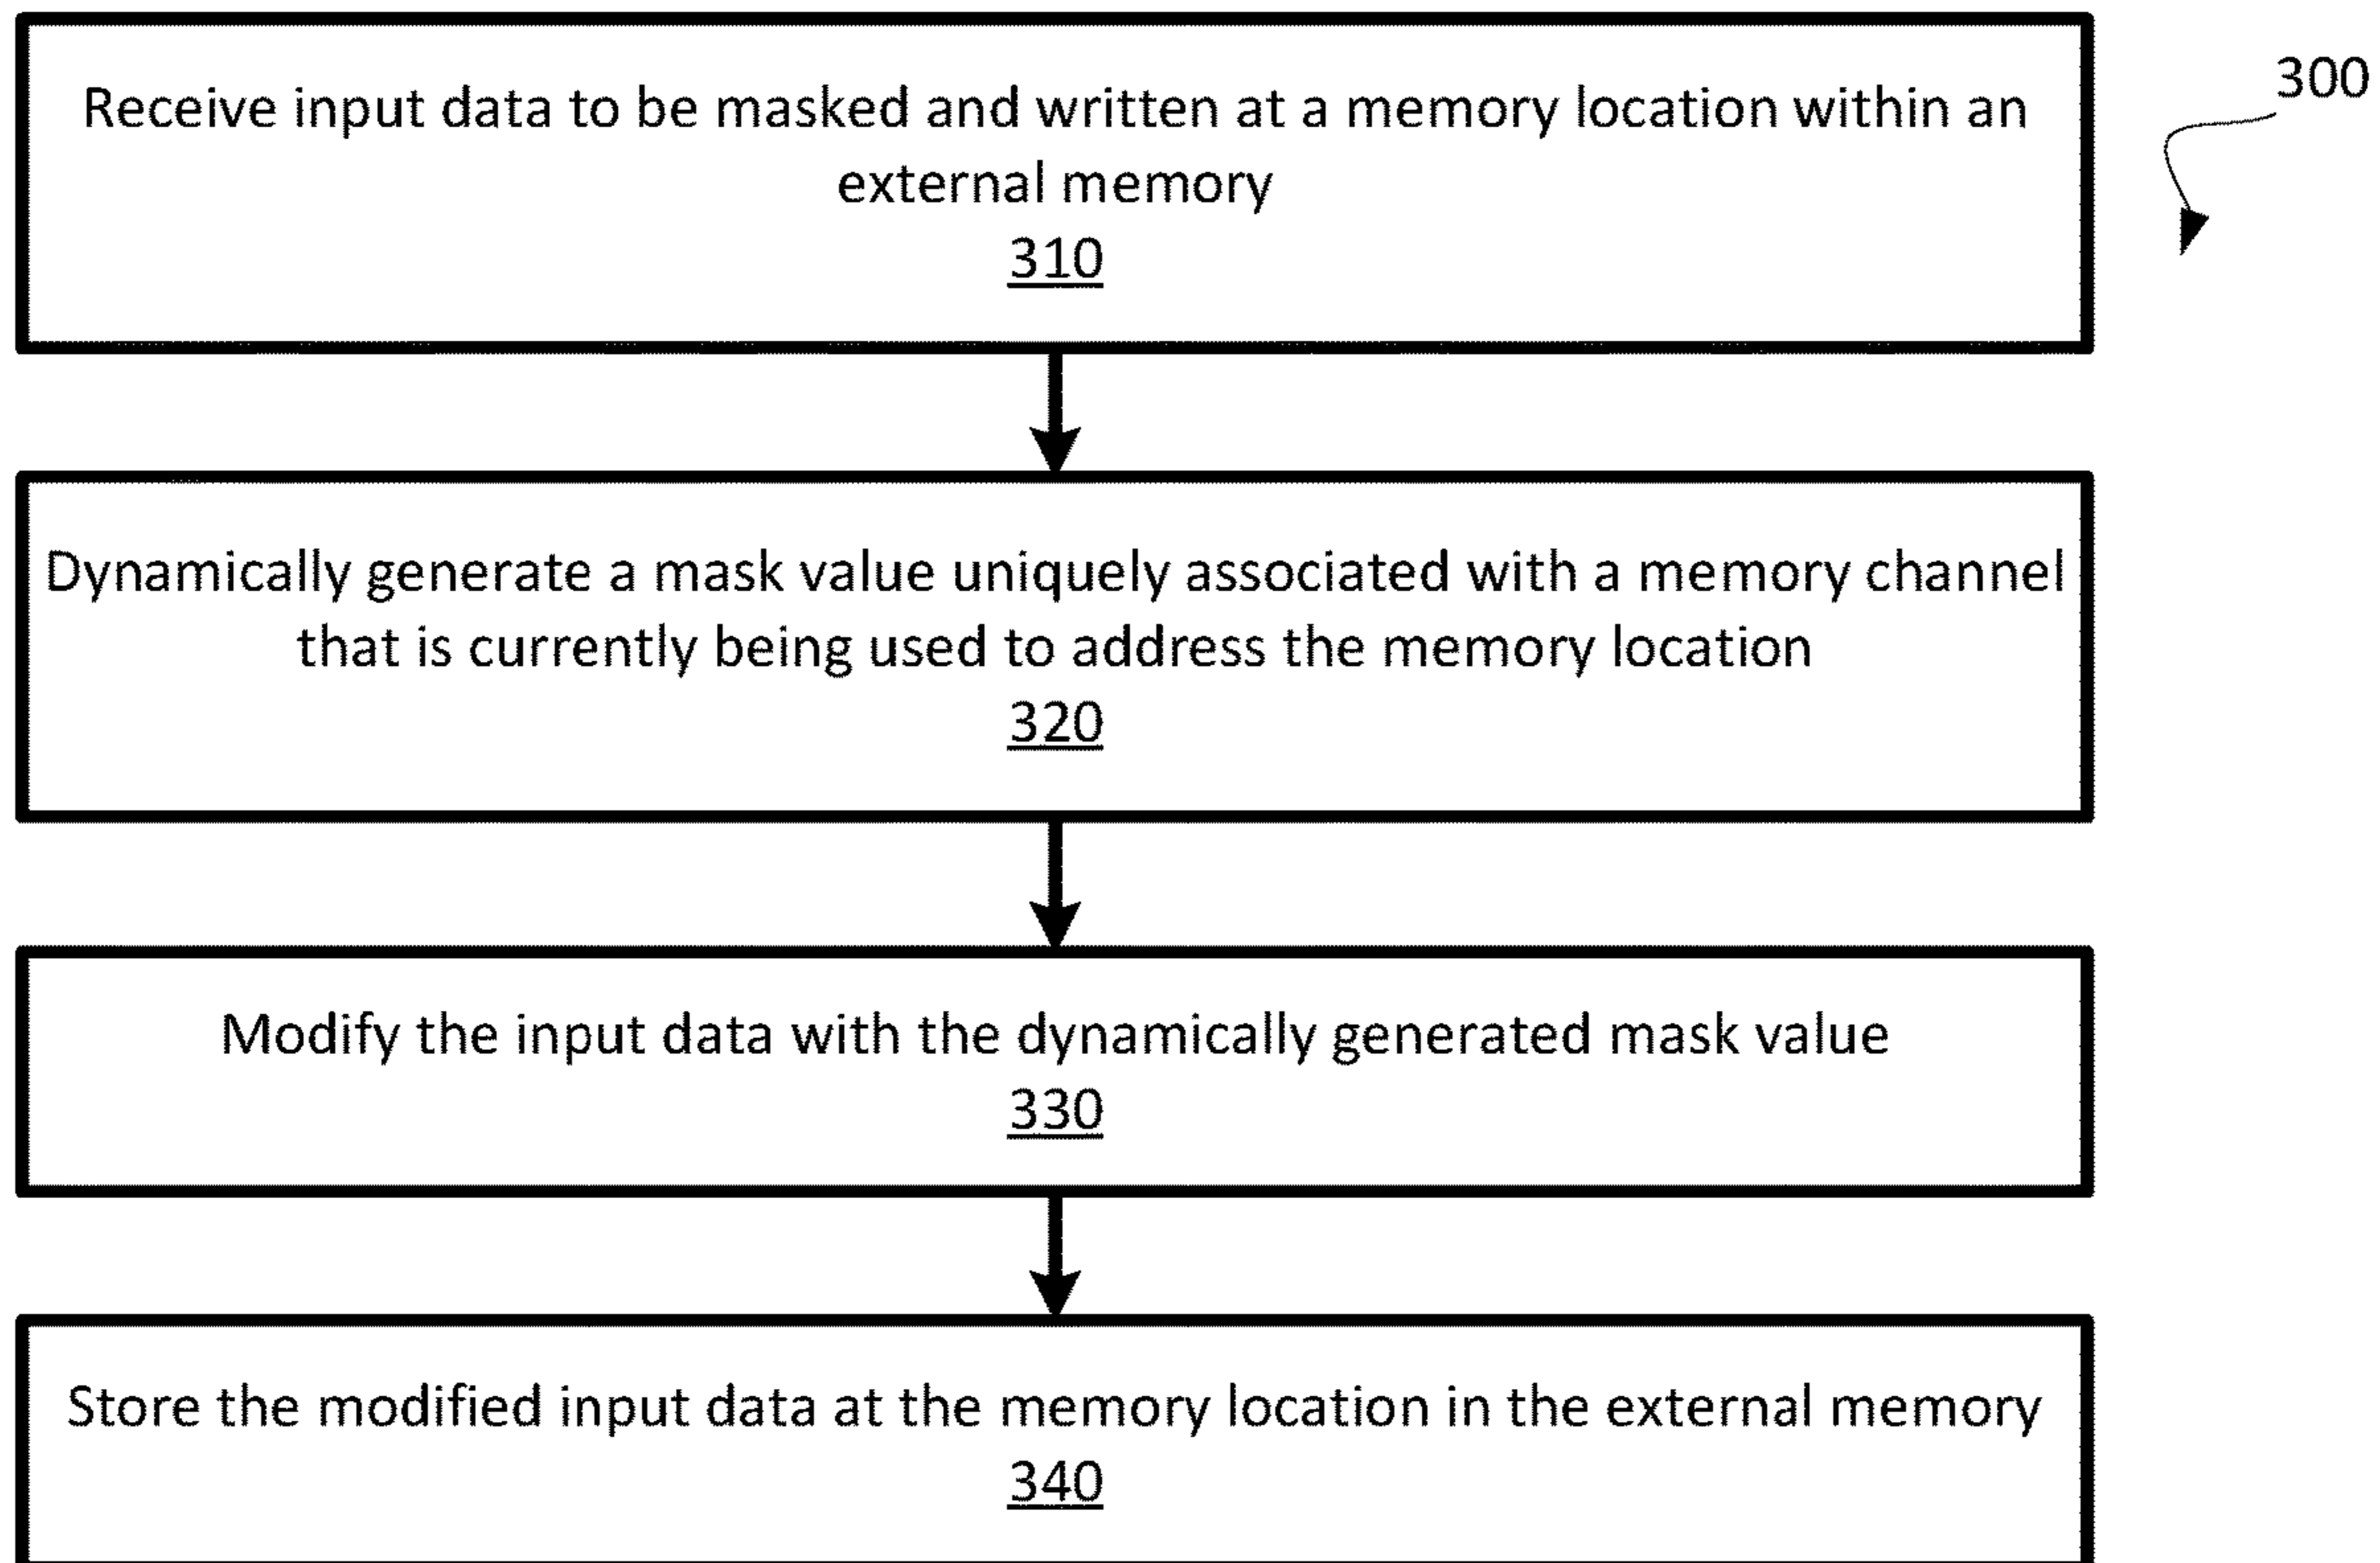 300
Receive input data to be masked and written at a memory location within an
external memory
310
Dynamically generate a mask value uniquely associated with a memory channel
that is currently being used to address the memory location
320
Modify the input data with the dynamically generated mask value
330
Store the modified input data at the memory location in the external memory
340